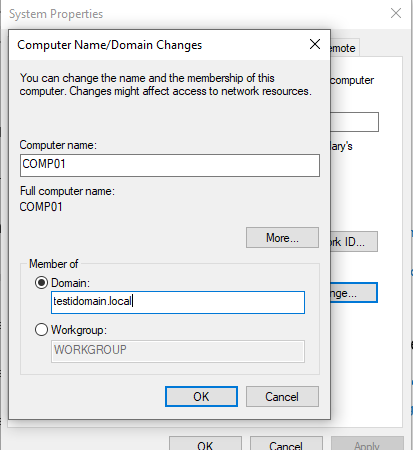 System Properties
Computer Name/Domain Changes
emote
You can change the name and the membership of this
computer. Changes might affect access to network resources.
computer
Computer name:
COMP01
ary's
Full computer name:
COMP01
More...
rk ID...
Member of
Domain:
testidomain.local
nge...
Workgroup:
WORKGROUP
OK
Cancel
OK
Cancel
Apply